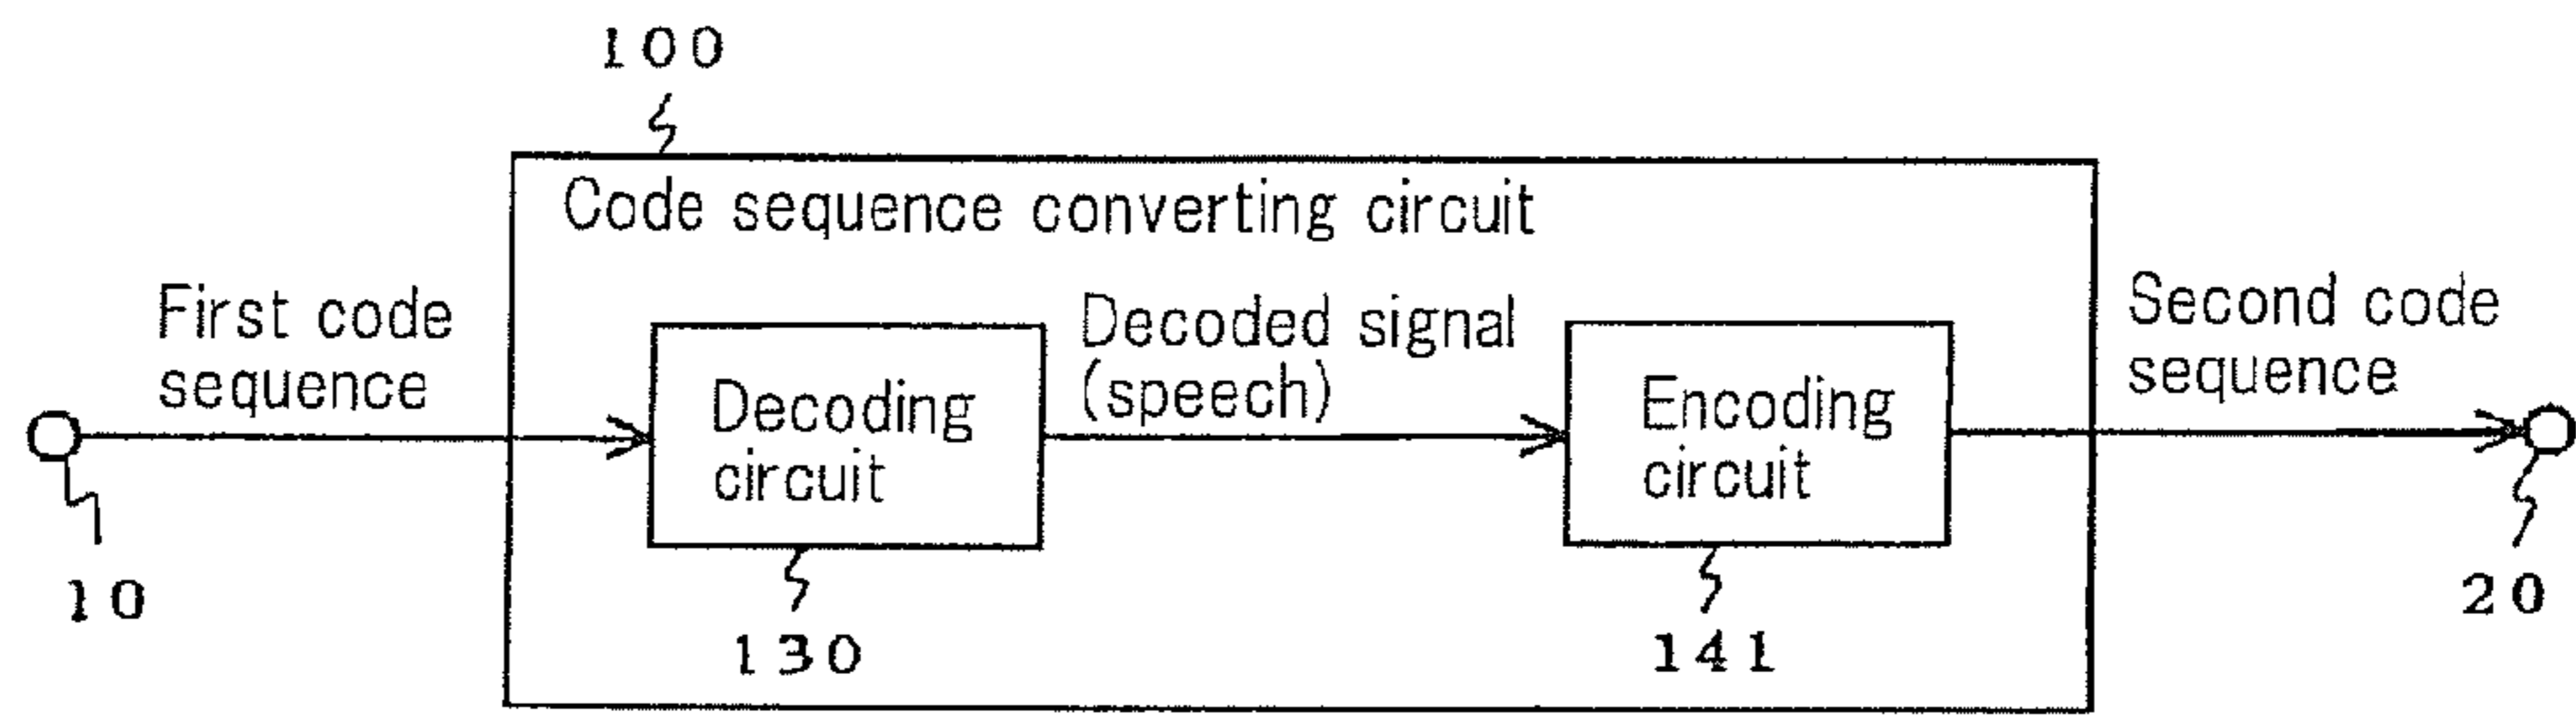 100
Code sequence converting circuit
First code
sequence
Decoded signal
(speech)
Second code
sequence
Decoding
circuit
Encoding
circuit
10
130
141
20